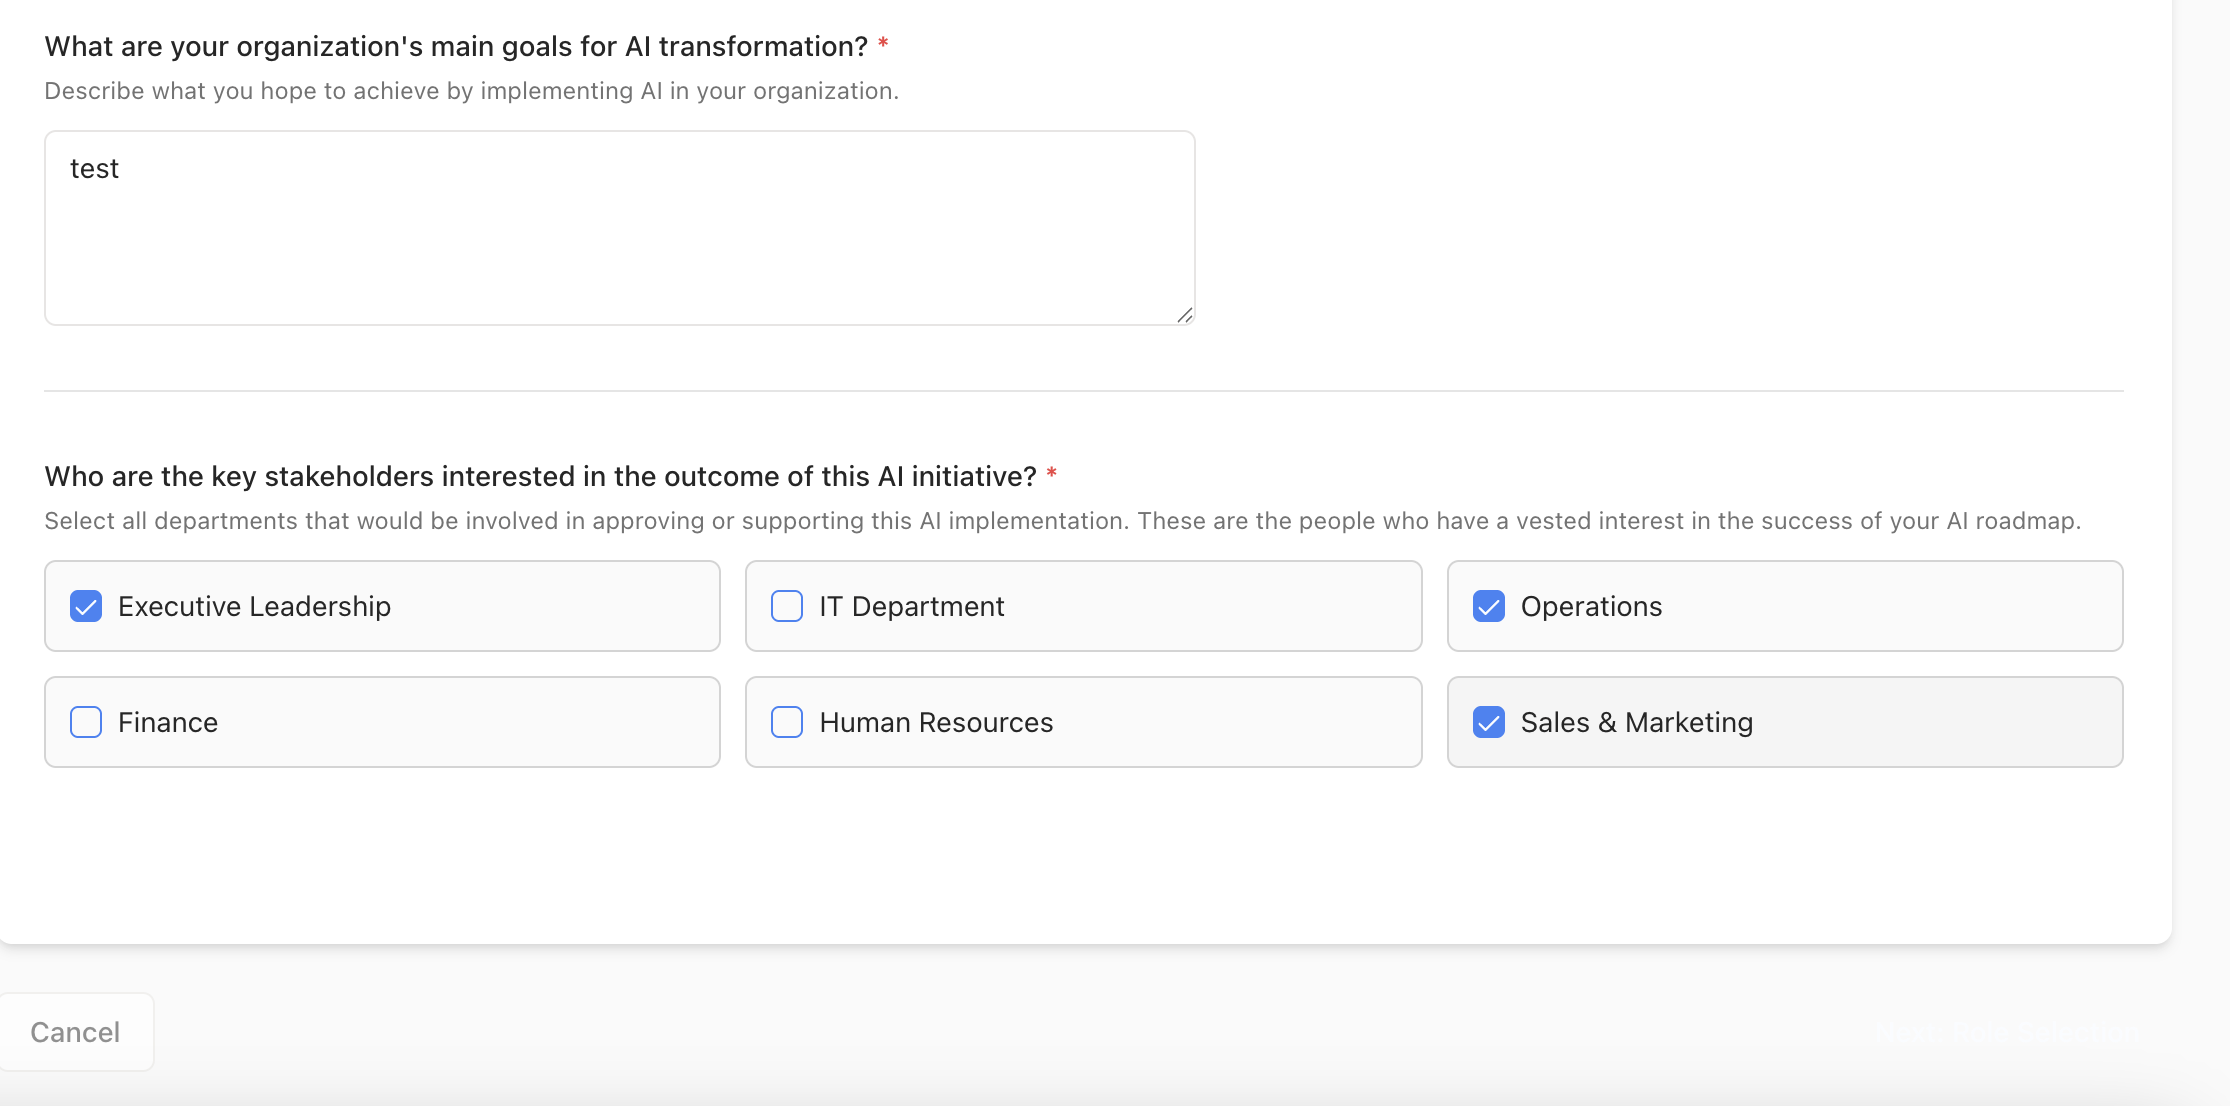 What are your organization's main goals for AI transformation? *
Describe what you hope to achieve by implementing AI in your organization.
test
Who are the key stakeholders interested in the outcome of this AI initiative? *
Select all departments that would be involved in approving or supporting this AI implementation. These are the people who have a vested interest in the success of your AI roadmap.
Executive Leadership
IT Department
Operations
Finance
Human Resources
Sales & Marketing
Cancel